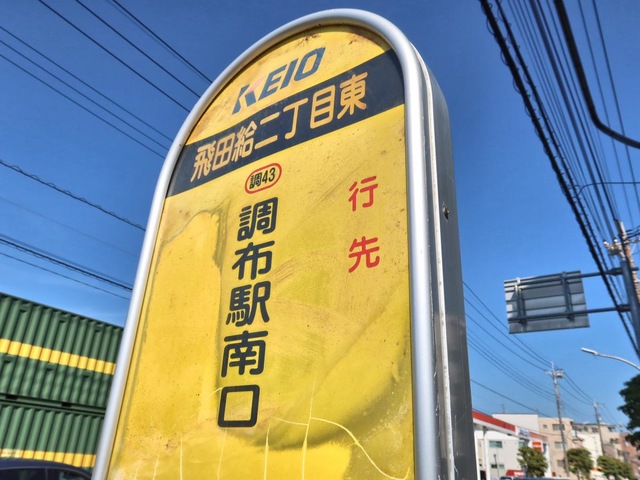 KEIO
飛田給二丁目東
行先
調43
調布駅南口